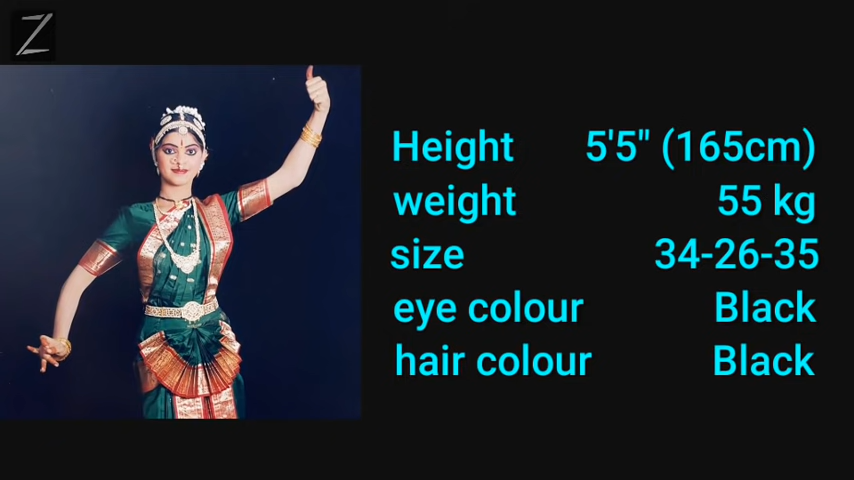 Z
Height 5'5" (165cm)
weight 55 kg
size 34-26-35
eye colour Black
hair colour Black